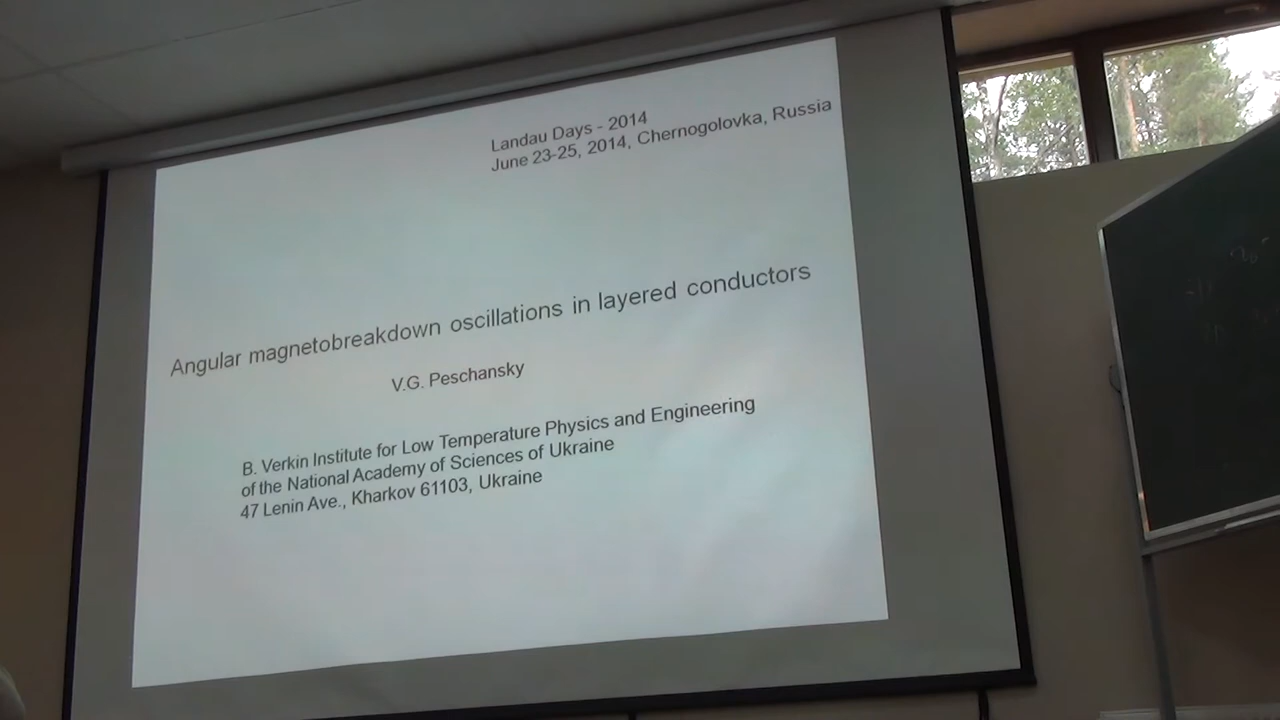 Landau Days - 2014
June 23-25, 2014, Chernogolovka, Russia
Angular magnetobreakdown oscillations in layered conductors
V.G. Peschansky
B. Verkin Institute for Low Temperature Physics and Engineering
of the National Academy of Sciences of Ukraine
47 Lenin Ave., Kharkov 61103, Ukraine